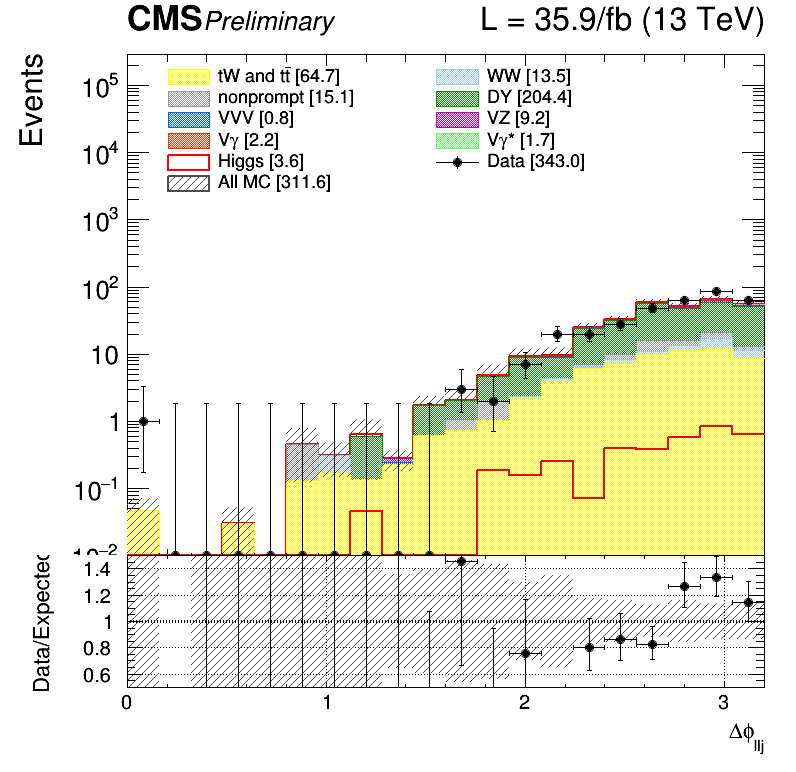 CMS Preliminary L = 35.9/fb (13 TeV)
Events
10⁵
10⁴
10³
10²
10
1
10⁻¹
10⁻²
tW and tt̄ [64.7]
nonprompt [15.1]
VVV [0.8]
Vγ [2.2]
Higgs [3.6]
All MC [311.6]
WW [13.5]
DY [204.4]
VZ [9.2]
Vγ* [1.7]
Data [343.0]
Data/Expected
1.4
1.2
1
0.8
0.6
0 1 2 3
Δϕ_llj